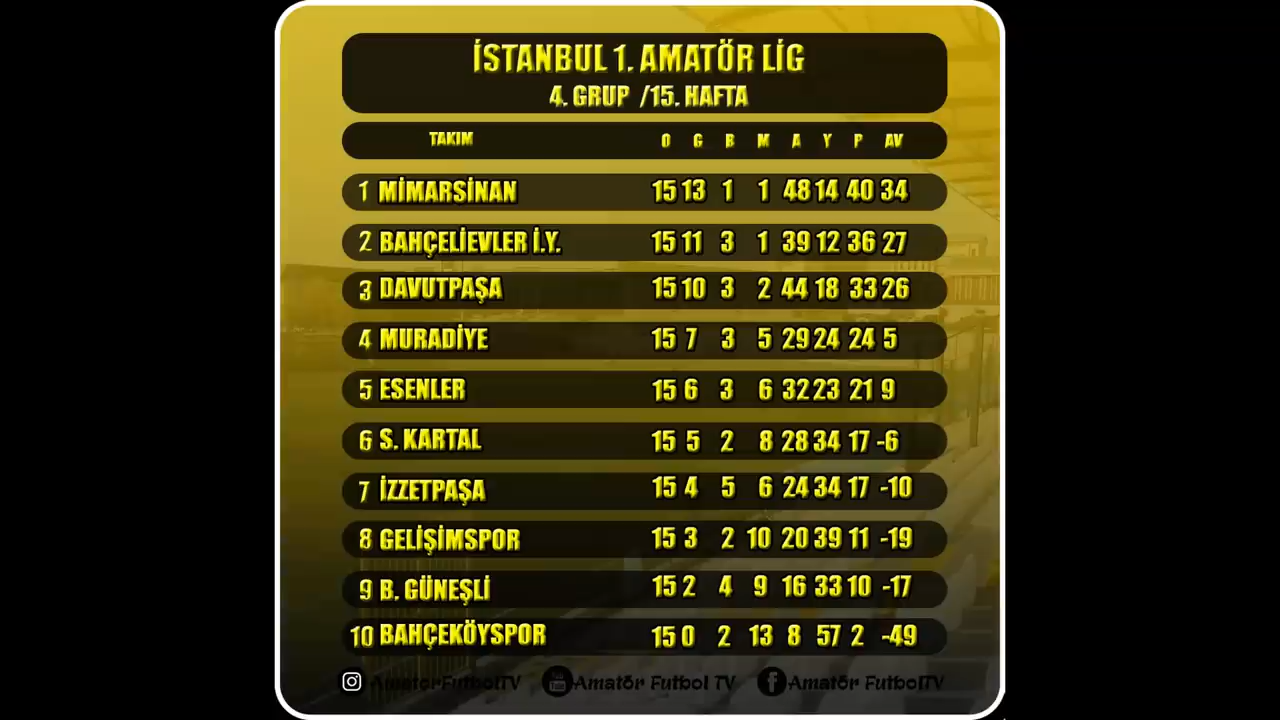 İSTANBUL 1. AMATÖR LİG
4. GRUP /15. HAFTA
TAKIM O G B M A Y P AV
1 MİMARSİNAN 15 13 1 1 48 14 40 34
2 BAHÇELİEVLER İ.Y. 15 11 3 1 39 12 36 27
3 DAVUTPAŞA 15 10 3 2 44 18 33 26
4 MURADİYE 15 7 3 5 29 24 24 5
5 ESENLER 15 6 3 6 32 23 21 9
6 S. KARTAL 15 5 2 8 28 34 17 -6
7 İZZETPAŞA 15 4 5 6 24 34 17 -10
8 GELİŞİMSPOR 15 3 2 10 20 39 11 -19
9 B. GÜNEŞLİ 15 2 4 9 16 33 10 -17
10 BAHÇEKÖYSPOR 15 0 2 13 8 57 2 -49
AmatörFutbolTV Amatör Futbol TV Amatör FutbolTV